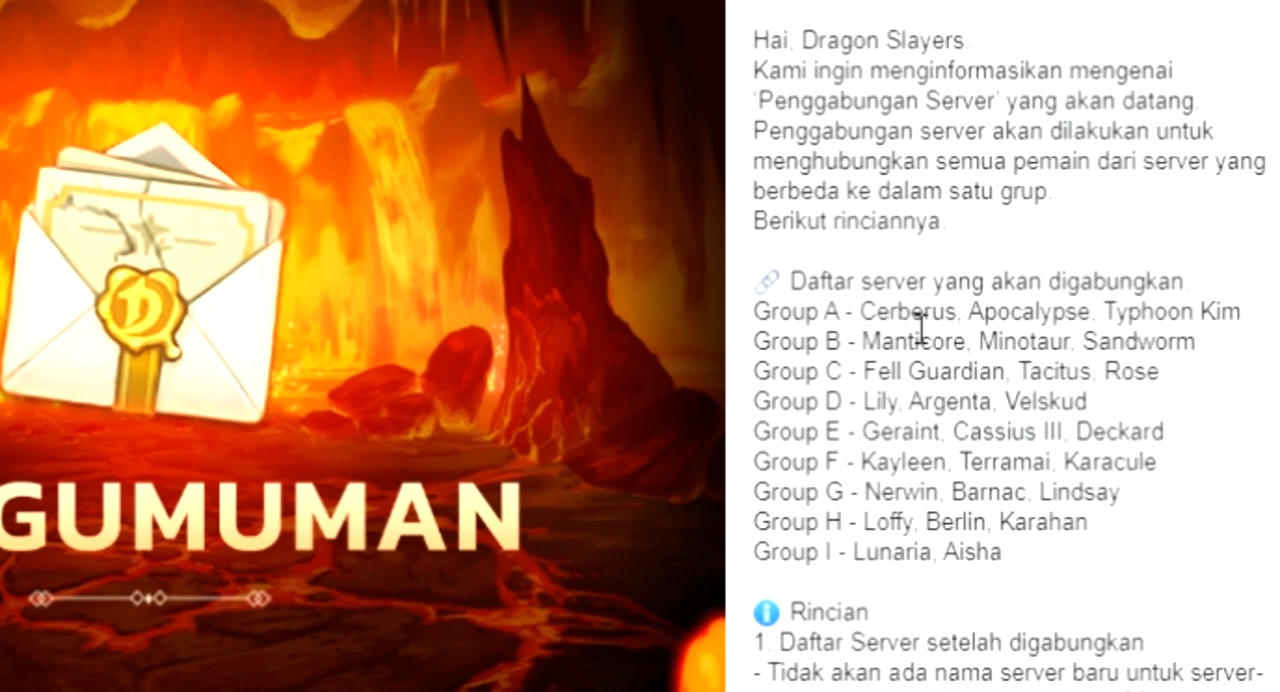 GUMUMAN
Hai, Dragon Slayers.
Kami ingin menginformasikan mengenai
'Penggabungan Server' yang akan datang.
Penggabungan server akan dilakukan untuk
menghubungkan semua pemain dari server yang
berbeda ke dalam satu grup.
Berikut rinciannya.
Daftar server yang akan digabungkan.
Group A - Cerberus, Apocalypse, Typhoon Kim
Group B - Manticore, Minotaur, Sandworm
Group C - Fell Guardian, Tacitus, Rose
Group D - Lily, Argenta, Velskud
Group E - Geraint, Cassius III, Deckard
Group F - Kayleen, Terramai, Karacule
Group G - Nerwin, Barnac, Lindsay
Group H - Loffy, Berlin, Karahan
Group I - Lunaria, Aisha
Rincian
1. Daftar Server setelah digabungkan
- Tidak akan ada nama server baru untuk server-